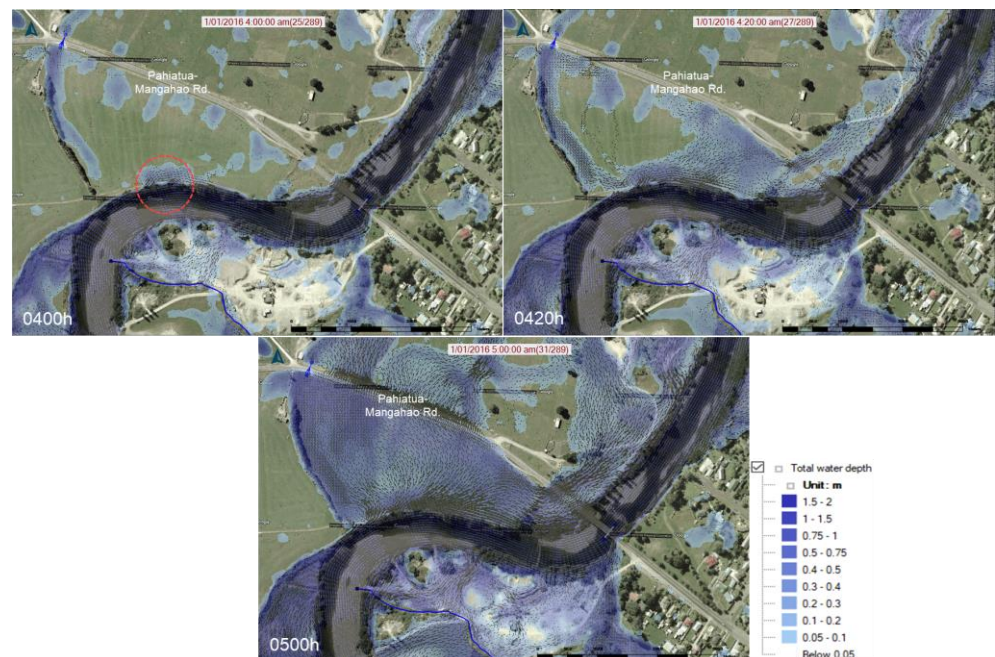 1/01/2016 4:00:00 am(25/289)
Pahiatua-
Mangahao Rd.
0400h
1/01/2016 4:20:00 am(27/289)
Pahiatua-
Mangahao Rd.
0420h
1/01/2016 5:00:00 am(31/289)
Pahiatua-
Mangahao Rd.
0500h
Total water depth
Unit: m
1.5 - 2
1 - 1.5
0.75 - 1
0.5 - 0.75
0.4 - 0.5
0.3 - 0.4
0.2 - 0.3
0.1 - 0.2
0.05 - 0.1
Below 0.05